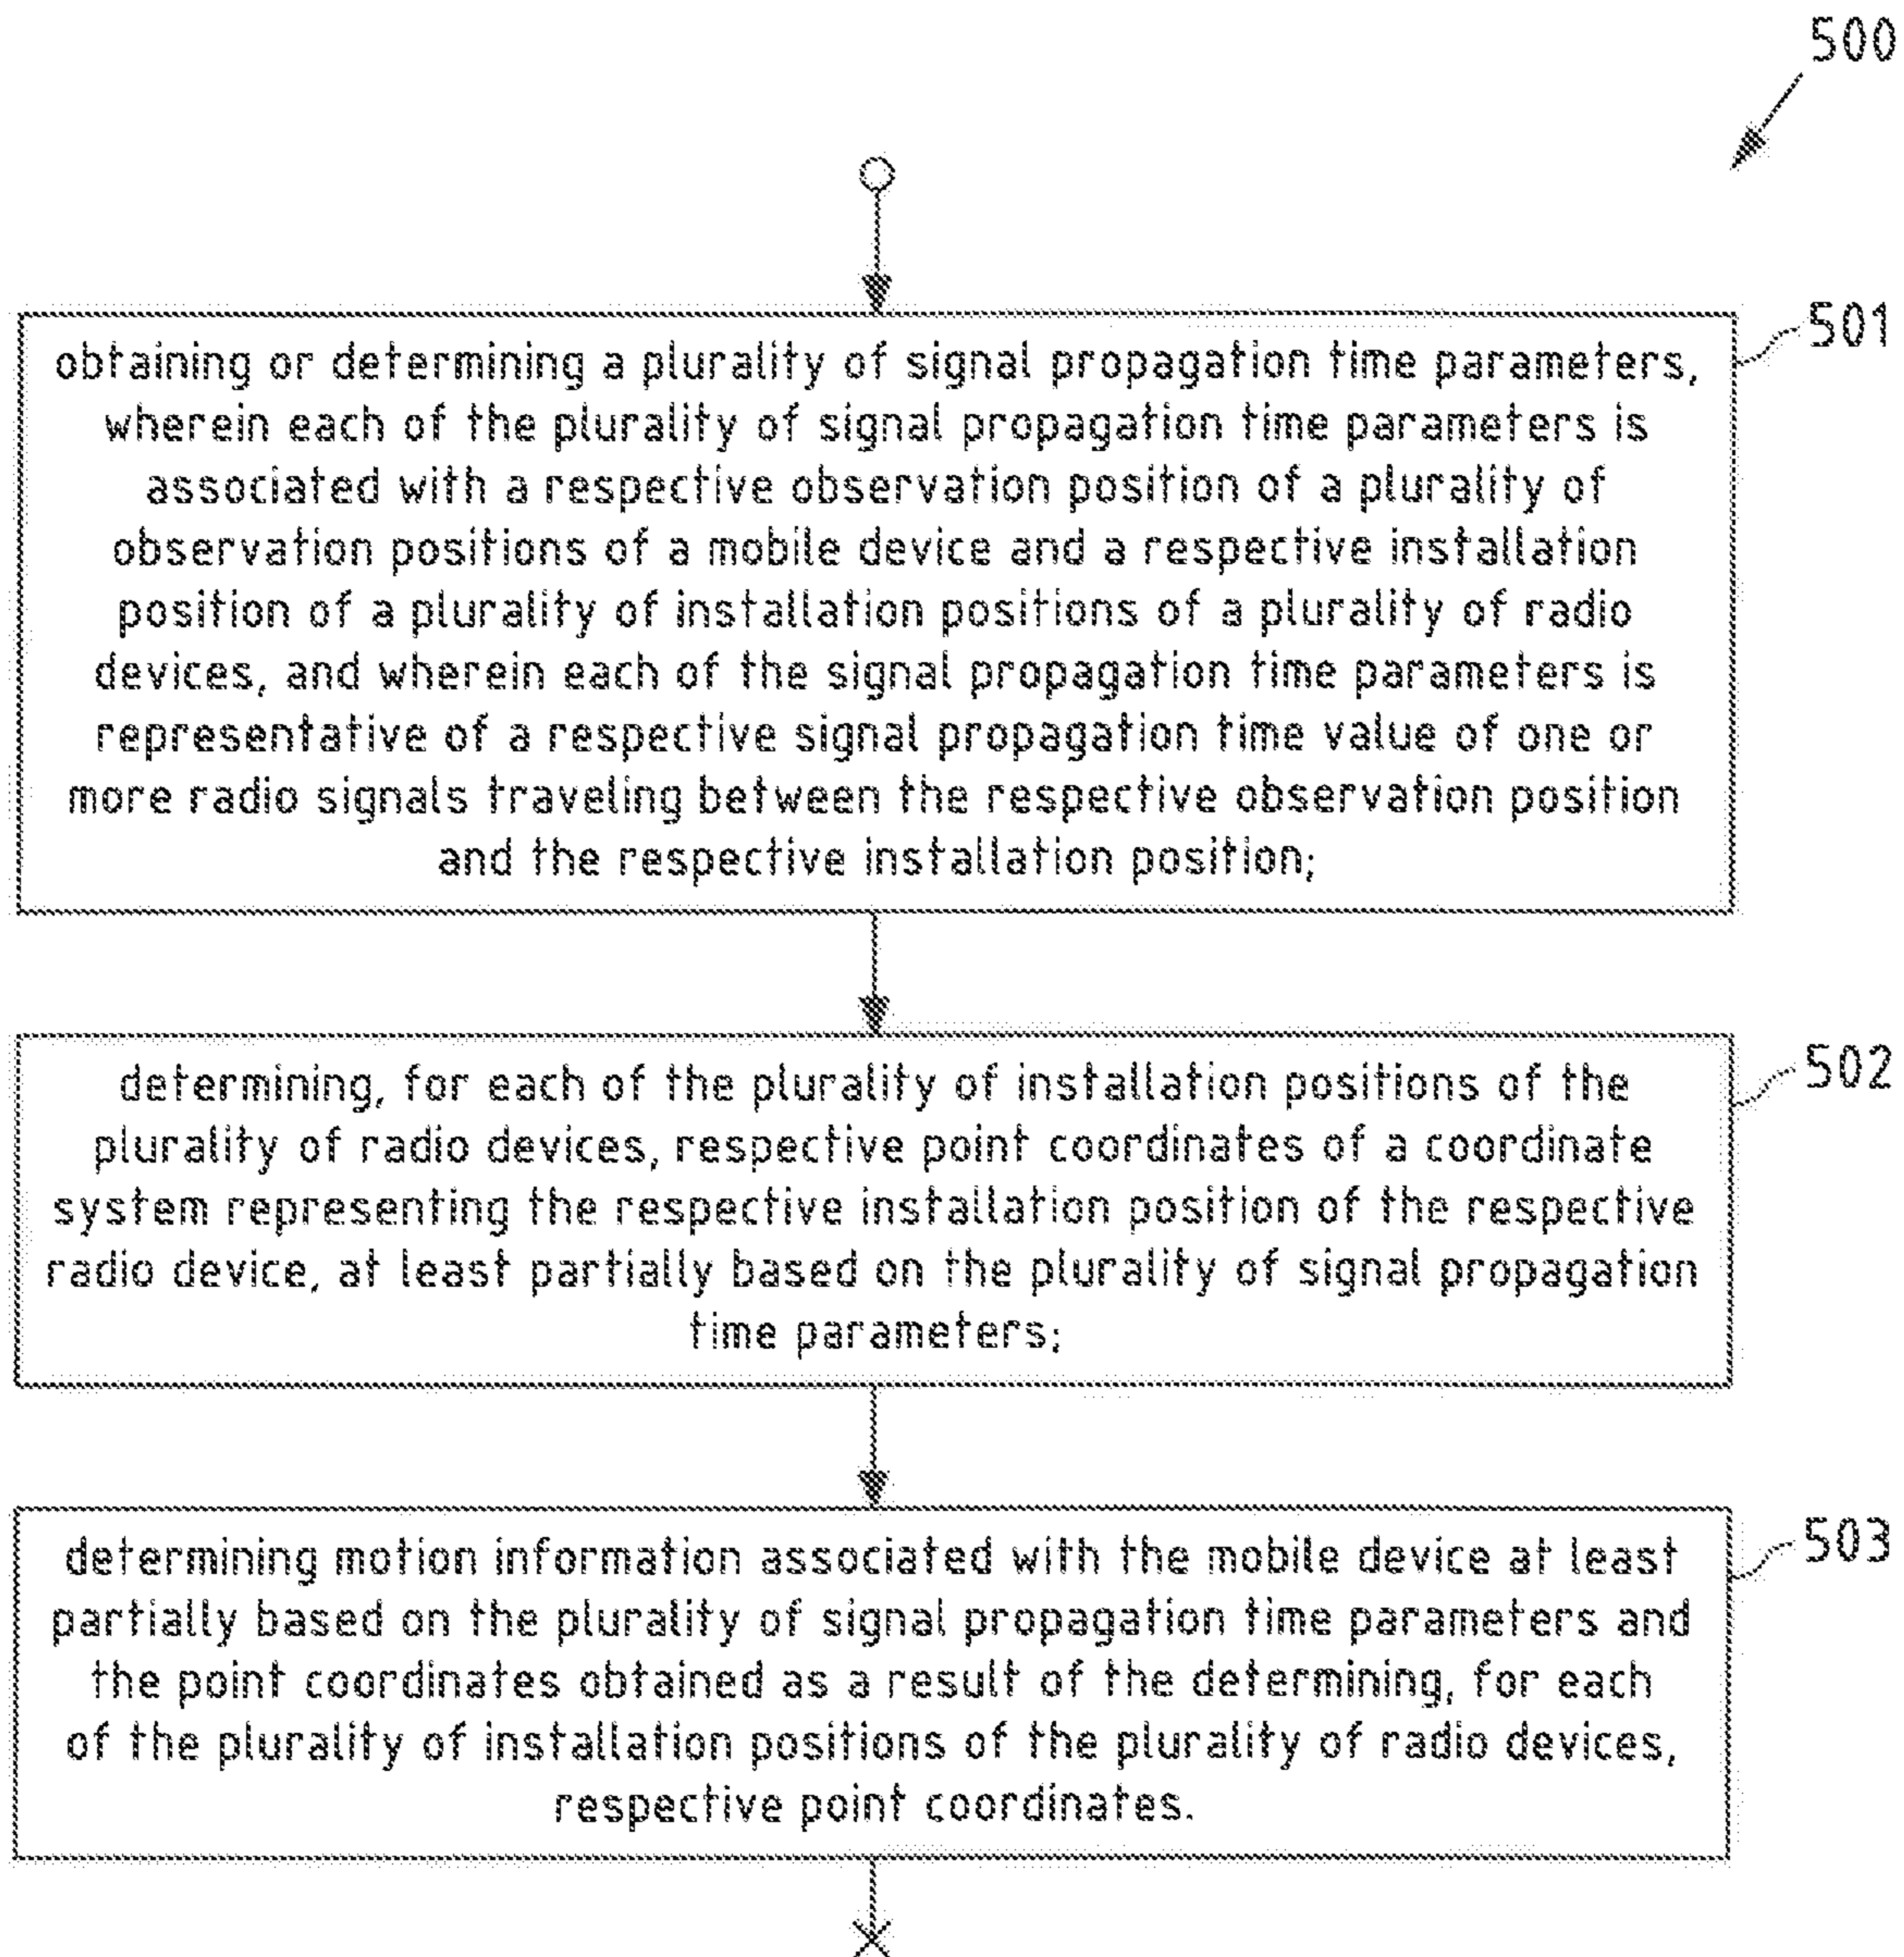 500
501
obtaining or determining a plurality of signal propagation time parameters,
wherein each of the plurality of signal propagation time parameters is
associated with a respective observation position of a plurality of
observation positions of a mobile device and a respective installation
position of a plurality of installation positions of a plurality of radio
devices, and wherein each of the signal propagation time parameters is
representative of a respective signal propagation time value of one or
more radio signals traveling between the respective observation position
and the respective installation position;
502
determining, for each of the plurality of installation positions of the
plurality of radio devices, respective point coordinates of a coordinate
system representing the respective installation position of the respective
radio device, at least partially based on the plurality of signal propagation
time parameters;
503
determining motion information associated with the mobile device at least
partially based on the plurality of signal propagation time parameters and
the point coordinates obtained as a result of the determining, for each
of the plurality of installation positions of the plurality of radio devices,
respective point coordinates.